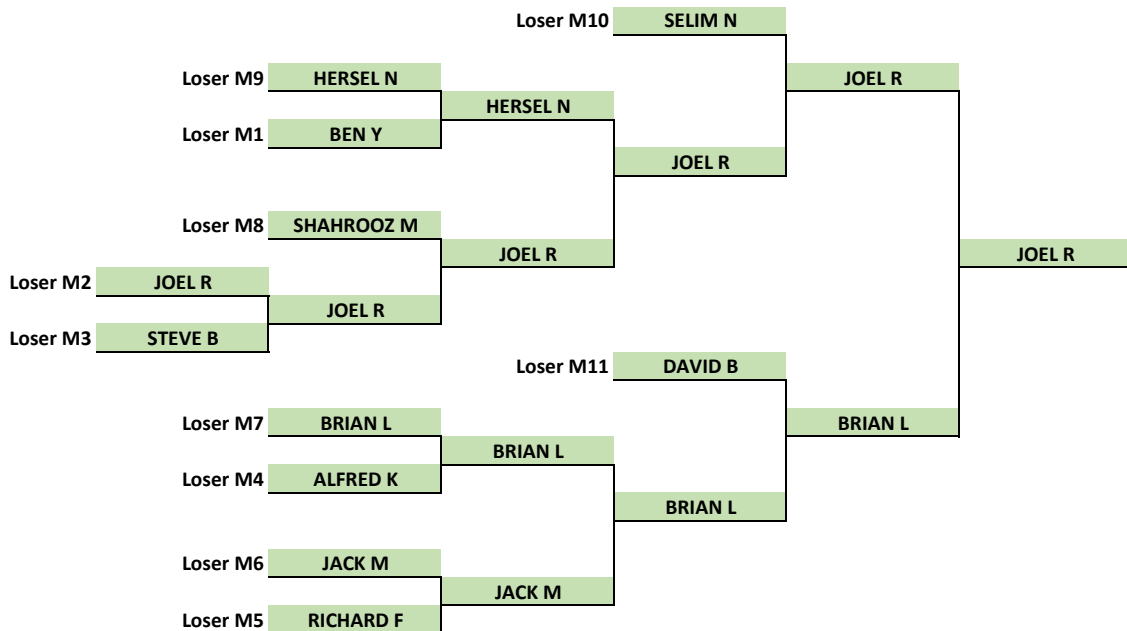 Loser M10 SELIM N
Loser M9 HERSEL N JOEL R
HERSEL N
Loser M1 BEN Y
JOEL R
Loser M8 SHAHROOZ M
JOEL R JOEL R
Loser M2 JOEL R
JOEL R
Loser M3 STEVE B
Loser M11 DAVID B
Loser M7 BRIAN L BRIAN L
BRIAN L
Loser M4 ALFRED K
BRIAN L
Loser M6 JACK M
JACK M
Loser M5 RICHARD F